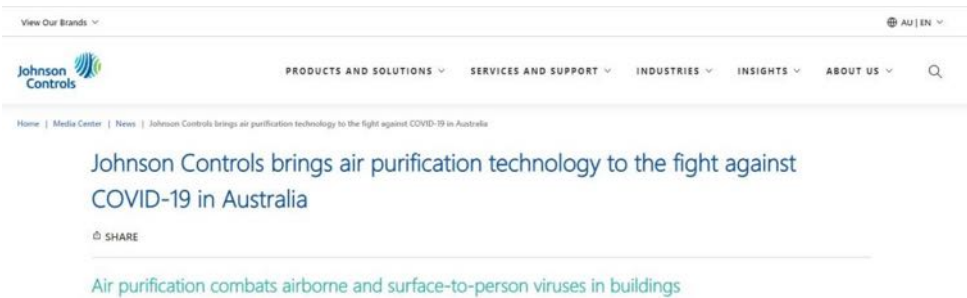 View Our Brands
AU | EN
Johnson
Controls
PRODUCTS AND SOLUTIONS SERVICES AND SUPPORT INDUSTRIES INSIGHTS ABOUT US
Home | Media Center | News | Johnson Controls brings air purification technology to the fight against COVID-19 in Australia
Johnson Controls brings air purification technology to the fight against
COVID-19 in Australia
SHARE
Air purification combats airborne and surface-to-person viruses in buildings